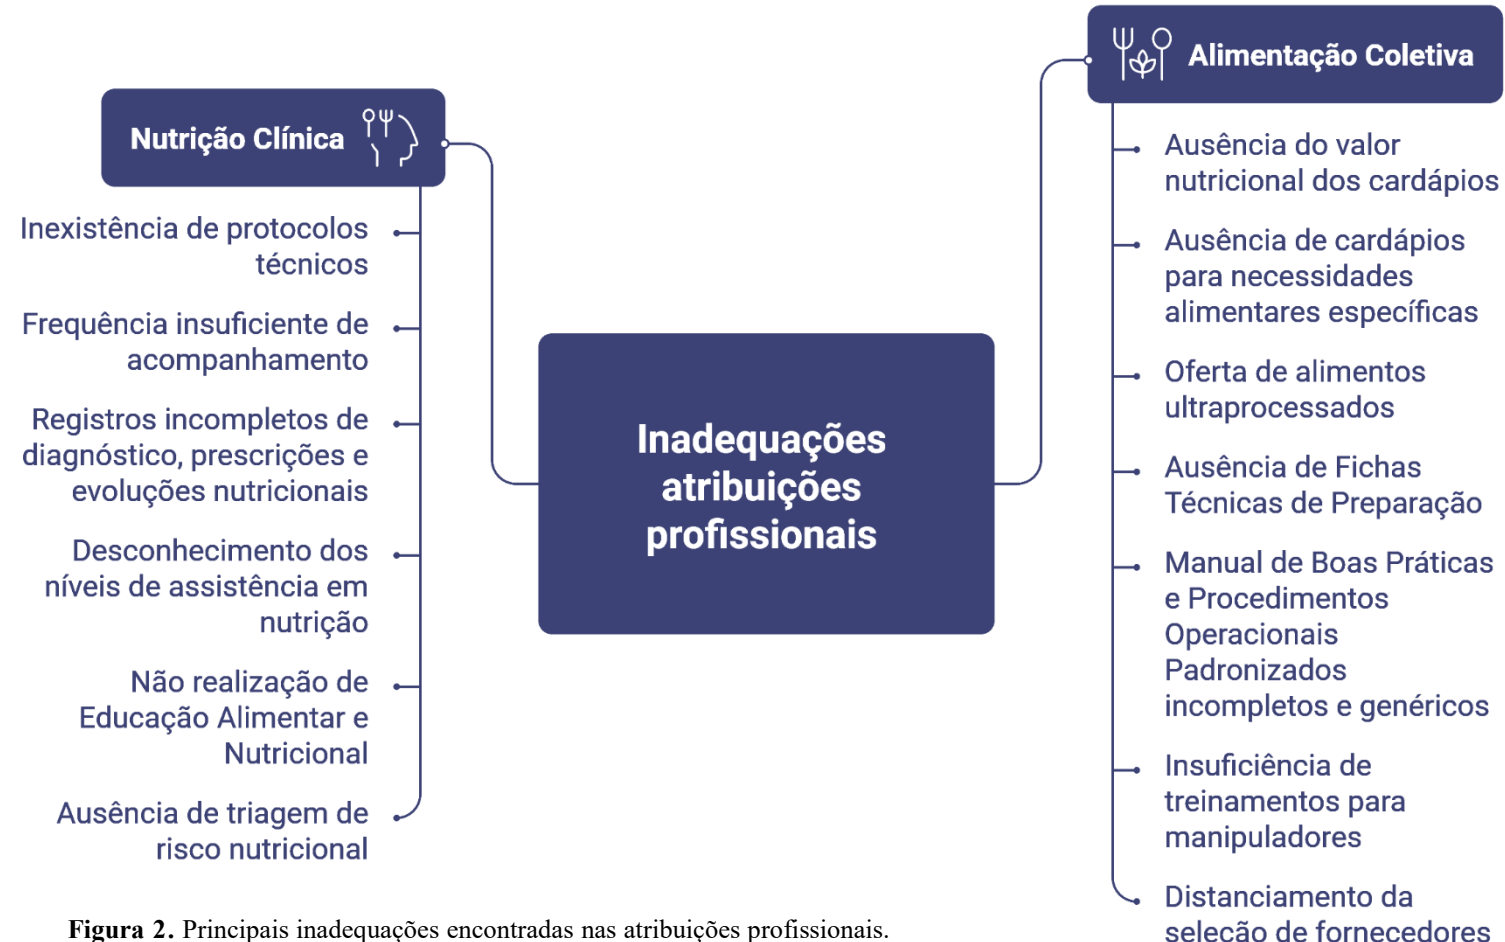 Nutrição Clínica
Inexistência de protocolos
técnicos
Frequência insuficiente de
acompanhamento
Registros incompletos de
diagnóstico, prescrições e
evoluções nutricionais
Desconhecimento dos
níveis de assistência em
nutrição
Não realização de
Educação Alimentar e
Nutricional
Ausência de triagem de
risco nutricional
Inadequações
atribuições
profissionais
Alimentação Coletiva
Ausência do valor
nutricional dos cardápios
Ausência de cardápios
para necessidades
alimentares específicas
Oferta de alimentos
ultraprocessados
Ausência de Fichas
Técnicas de Preparação
Manual de Boas Práticas
e Procedimentos
Operacionais
Padronizados
incompletos e genéricos
Insuficiência de
treinamentos para
manipuladores
Distanciamento da
seleção de fornecedores
Figura 2. Principais inadequações encontradas nas atribuições profissionais.